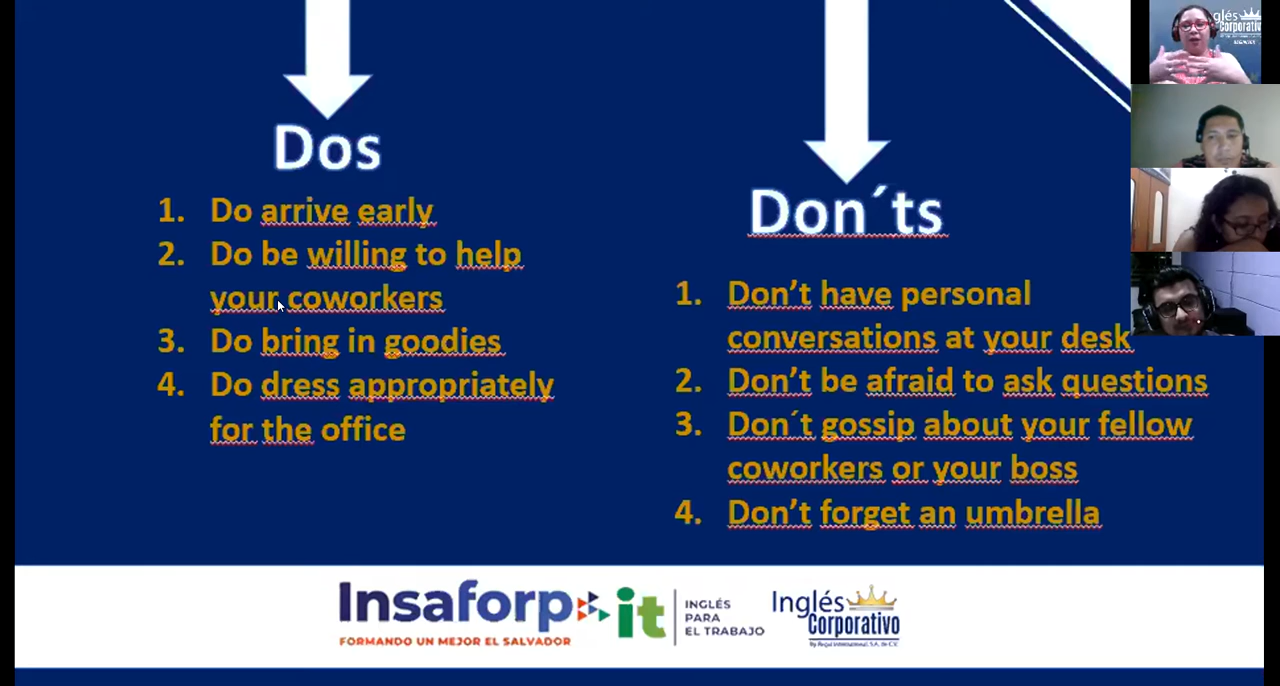 Dos
1. Do arrive early
2. Do be willing to help
your coworkers
3. Do bring in goodies
4. Do dress appropriately
for the office
Don´ts
1. Don’t have personal
conversations at your desk
2. Don’t be afraid to ask questions
3. Don´t gossip about your fellow
coworkers or your boss
4. Don’t forget an umbrella
Insaforp
FORMANDO UN MEJOR EL SALVADOR
it
INGLÉS
PARA
EL TRABAJO
Inglés
Corporativo
glés
Corporativo